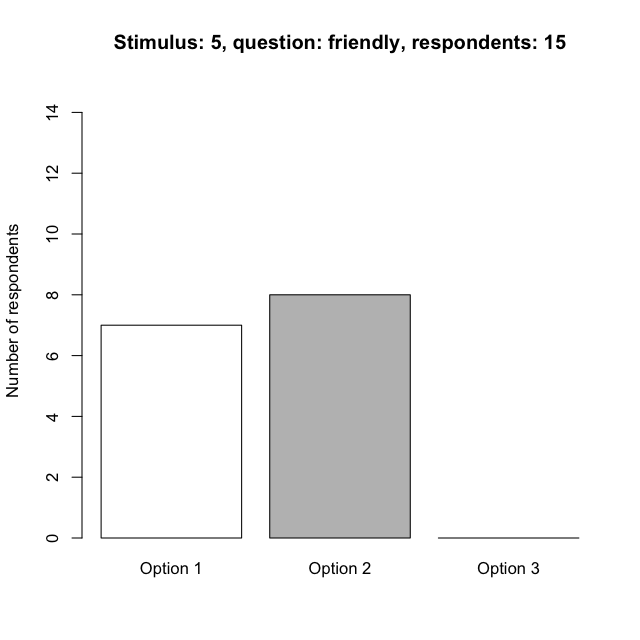 Stimulus: 5, question: friendly, respondents: 15
Number of respondents
14
12
10
8
6
4
2
0
Option 1 Option 2 Option 3